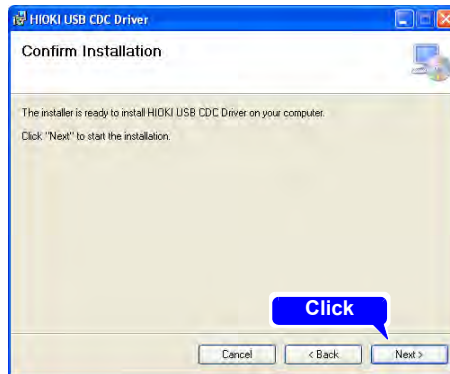 HIOKI USB CDC Driver
Confirm Installation
The installer is ready to install HIOKI USB CDC Driver on your computer.
Click "Next" to start the installation.
Click
Cancel
< Back
Next >